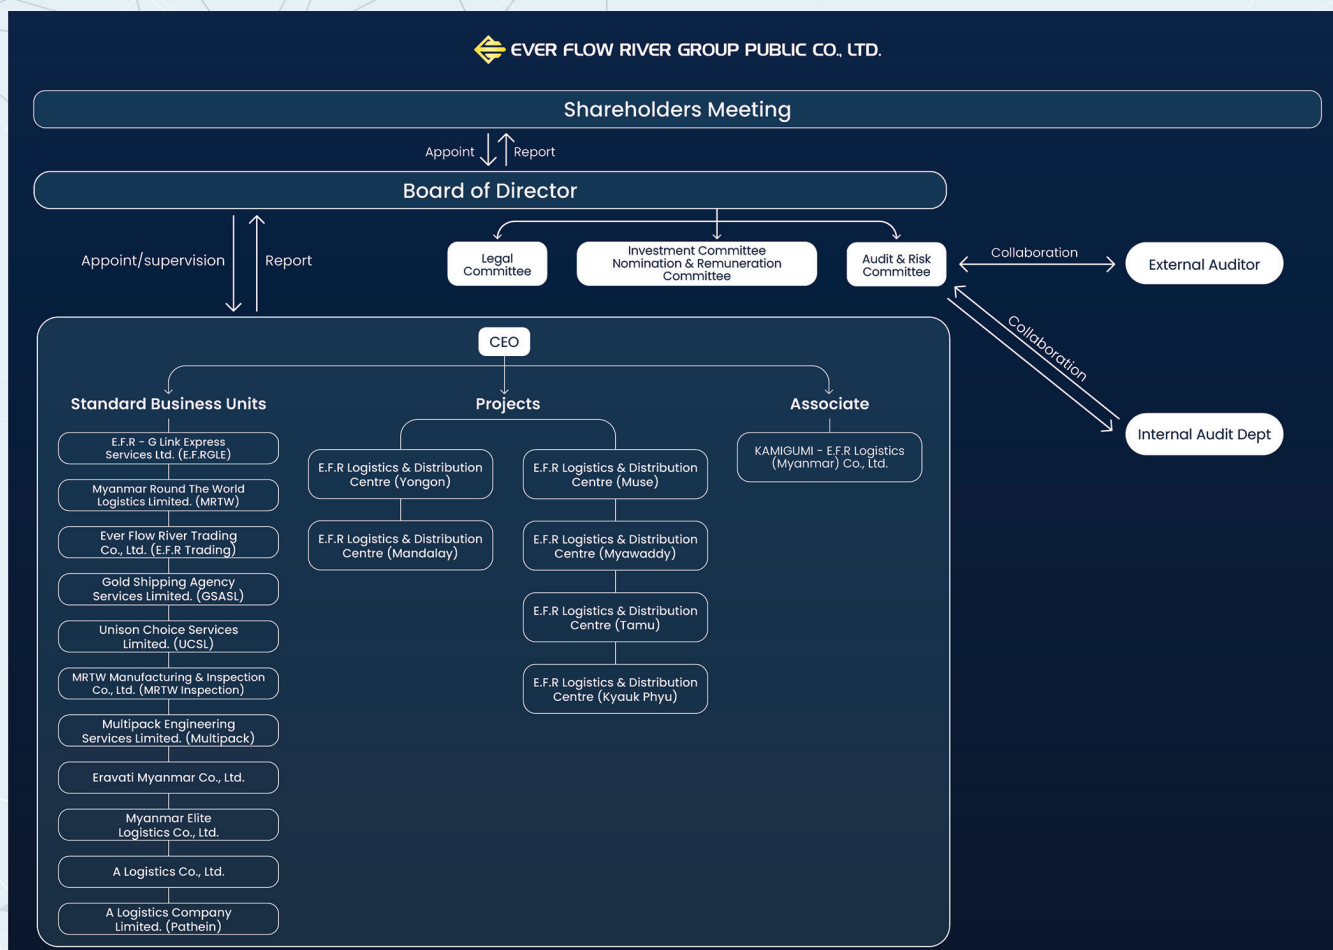 EVER FLOW RIVER GROUP PUBLIC CO., LTD.
Shareholders Meeting
Appoint
Report
Board of Director
Appoint/supervision
Report
Legal
Committee
Investment Committee
Nomination & Remuneration
Committee
Audit & Risk
Committee
Collaboration
External Auditor
Collaboration
Internal Audit Dept
CEO
Standard Business Units
E.F.R - G Link Express
Services Ltd. (E.F.RGLE)
Myanmar Round The World
Logistics Limited. (MRTW)
Ever Flow River Trading
Co., Ltd. (E.F.R Trading)
Gold Shipping Agency
Services Limited. (GSASL)
Unison Choice Services
Limited. (UCSL)
MRTW Manufacturing & Inspection
Co., Ltd. (MRTW Inspection)
Multipack Engineering
Services Limited. (Multipack)
Eravati Myanmar Co., Ltd.
Myanmar Elite
Logistics Co., Ltd.
A Logistics Co., Ltd.
A Logistics Company
Limited. (Pathein)
Projects
E.F.R Logistics & Distribution
Centre (Yongon)
E.F.R Logistics & Distribution
Centre (Mandalay)
E.F.R Logistics & Distribution
Centre (Muse)
E.F.R Logistics & Distribution
Centre (Myawaddy)
E.F.R Logistics & Distribution
Centre (Tamu)
E.F.R Logistics & Distribution
Centre (Kyauk Phyu)
Associate
KAMIGUMI - E.F.R Logistics
(Myanmar) Co., Ltd.